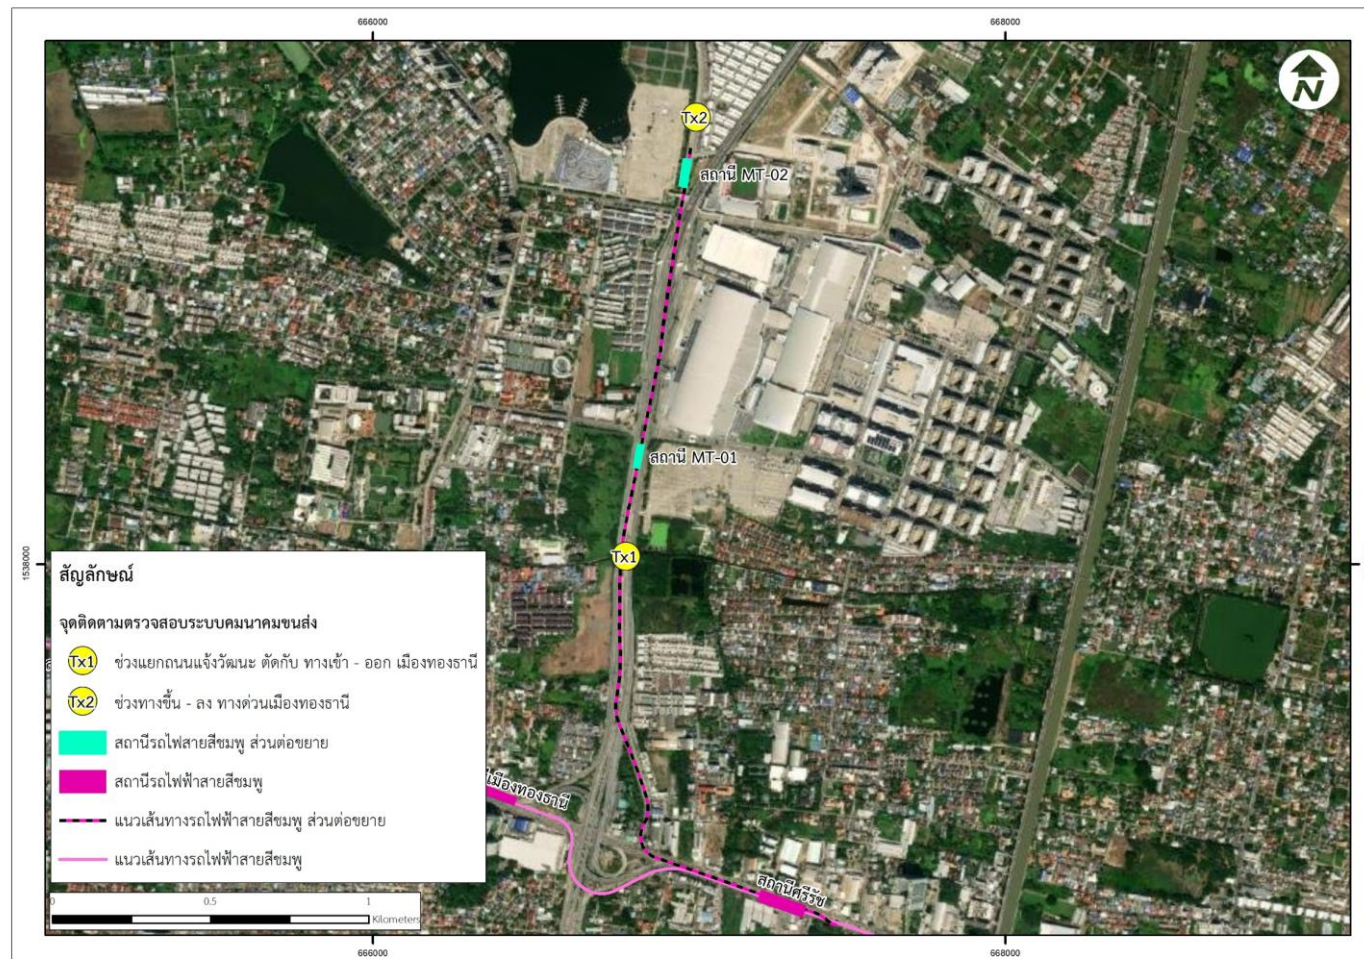 666000
668000
N
Tx2
สถานี MT-02
สถานี MT-01
Tx1
1538000
สัญลักษณ์
จุดติดตามตรวจสอบระบบคมนาคมขนส่ง
Tx1 ช่วงแยกถนนแจ้งวัฒนะ ตัดกับ ทางเข้า - ออก เมืองทองธานี
Tx2 ช่วงทางขึ้น - ลง ทางด่วนเมืองทองธานี
สถานีรถไฟสายสีชมพู ส่วนต่อขยาย
สถานีรถไฟฟ้าสายสีชมพู
แนวเส้นทางรถไฟฟ้าสายสีชมพู ส่วนต่อขยาย
แนวเส้นทางรถไฟฟ้าสายสีชมพู
เมืองทองธานี
สถานีศรีรัช
0 0.5 1
Kilometers
666000
668000